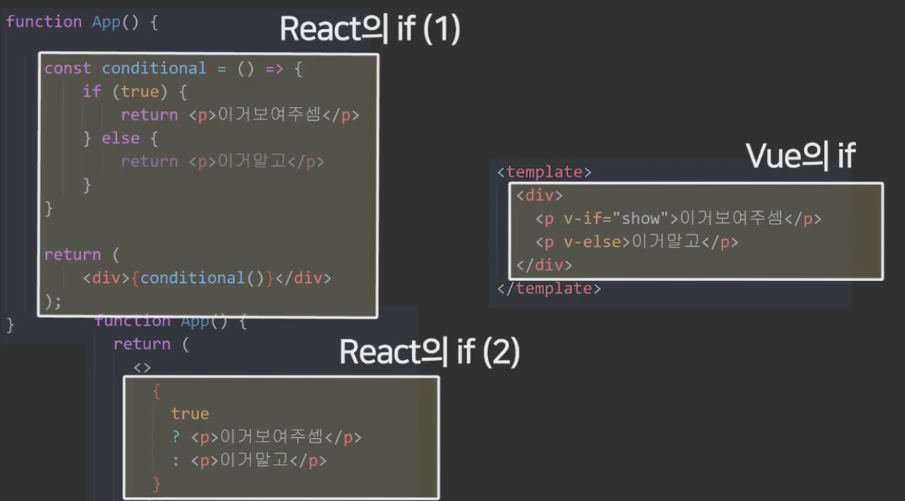 React의 if (1)
function App() {
const conditional = () => {
if (true) {
return <p>이거보여주셈</p>
} else {
return <p>이거말고</p>
}
}
return (
<div>{conditional()}</div>
);
}
React의 if (2)
function App() {
return (
<>
{
true
? <p>이거보여주셈</p>
: <p>이거말고</p>
}
Vue의 if
<template>
<div>
<p v-if="show">이거보여주셈</p>
<p v-else>이거말고</p>
</div>
</template>